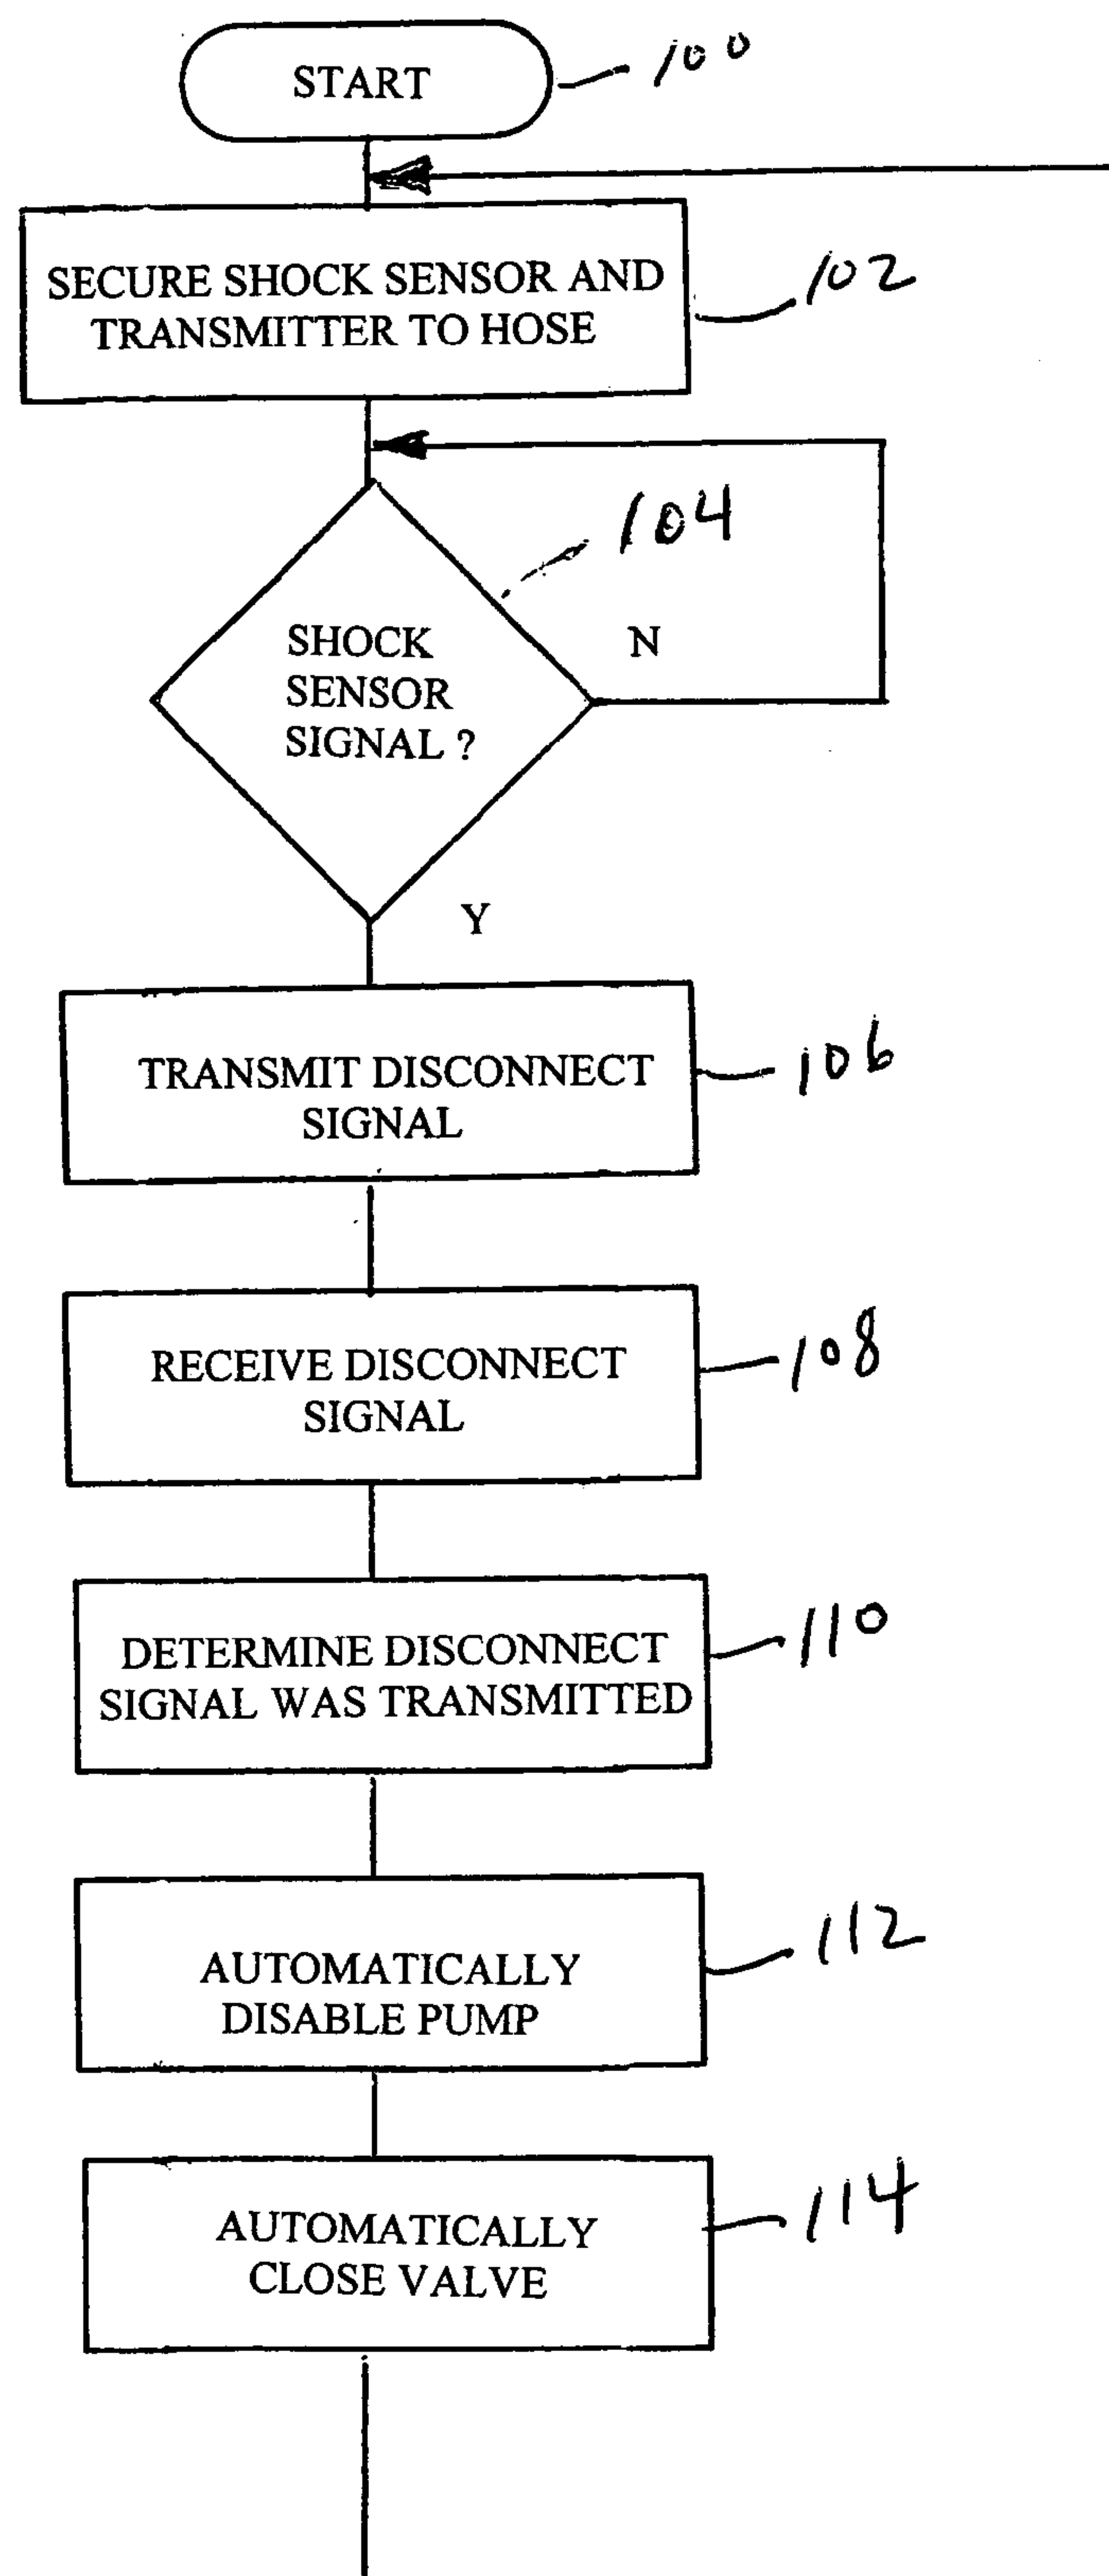 START
100
SECURE SHOCK SENSOR AND
TRANSMITTER TO HOSE
102
104
SHOCK
SENSOR
SIGNAL ?
N
Y
TRANSMIT DISCONNECT
SIGNAL
106
RECEIVE DISCONNECT
SIGNAL
108
DETERMINE DISCONNECT
SIGNAL WAS TRANSMITTED
110
AUTOMATICALLY
DISABLE PUMP
112
AUTOMATICALLY
CLOSE VALVE
114